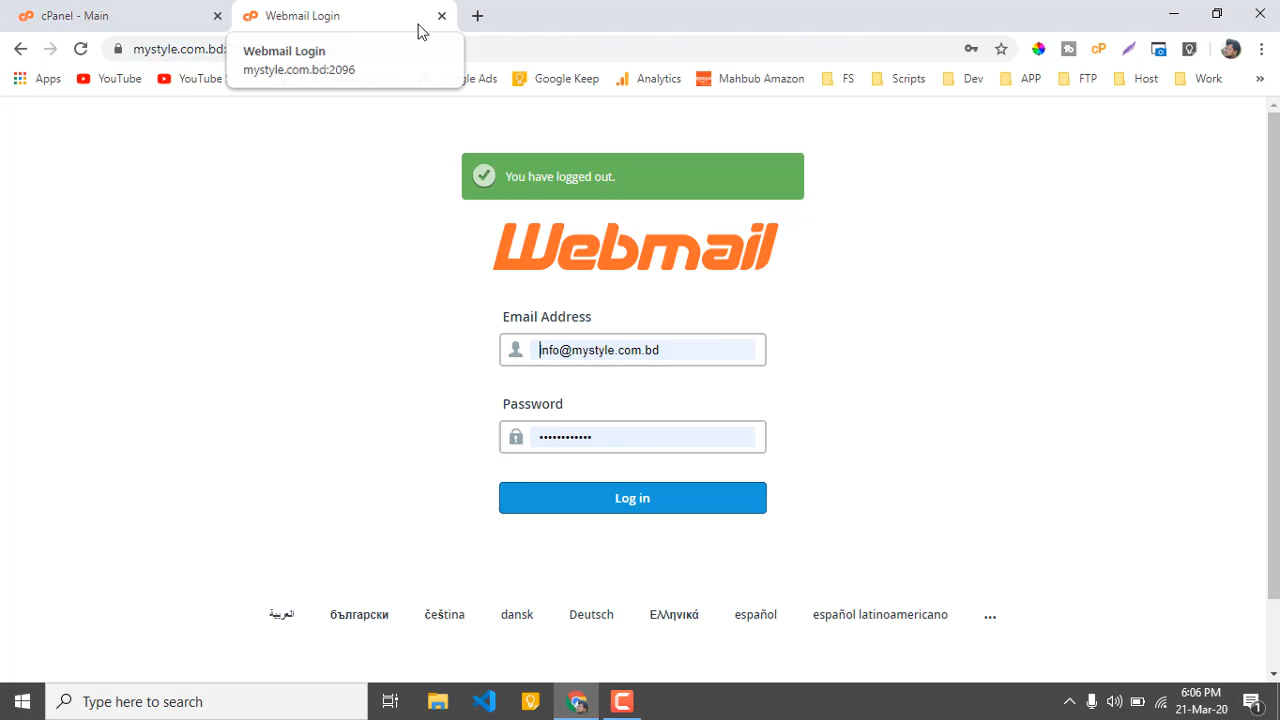 cPanel - Main
Webmail Login
mystyle.com.bd:
Webmail Login
mystyle.com.bd:2096
Apps
YouTube
YouTube
Google Ads
Google Keep
Analytics
Mahbub Amazon
FS
Scripts
Dev
APP
FTP
Host
Work
»
You have logged out.
Webmail
Email Address
info@mystyle.com.bd
Password
••••••••••••
Log in
العربية
български
čeština
dansk
Deutsch
Ελληνικά
español
español latinoamericano
...
Type here to search
6:06 PM
21-Mar-20
1